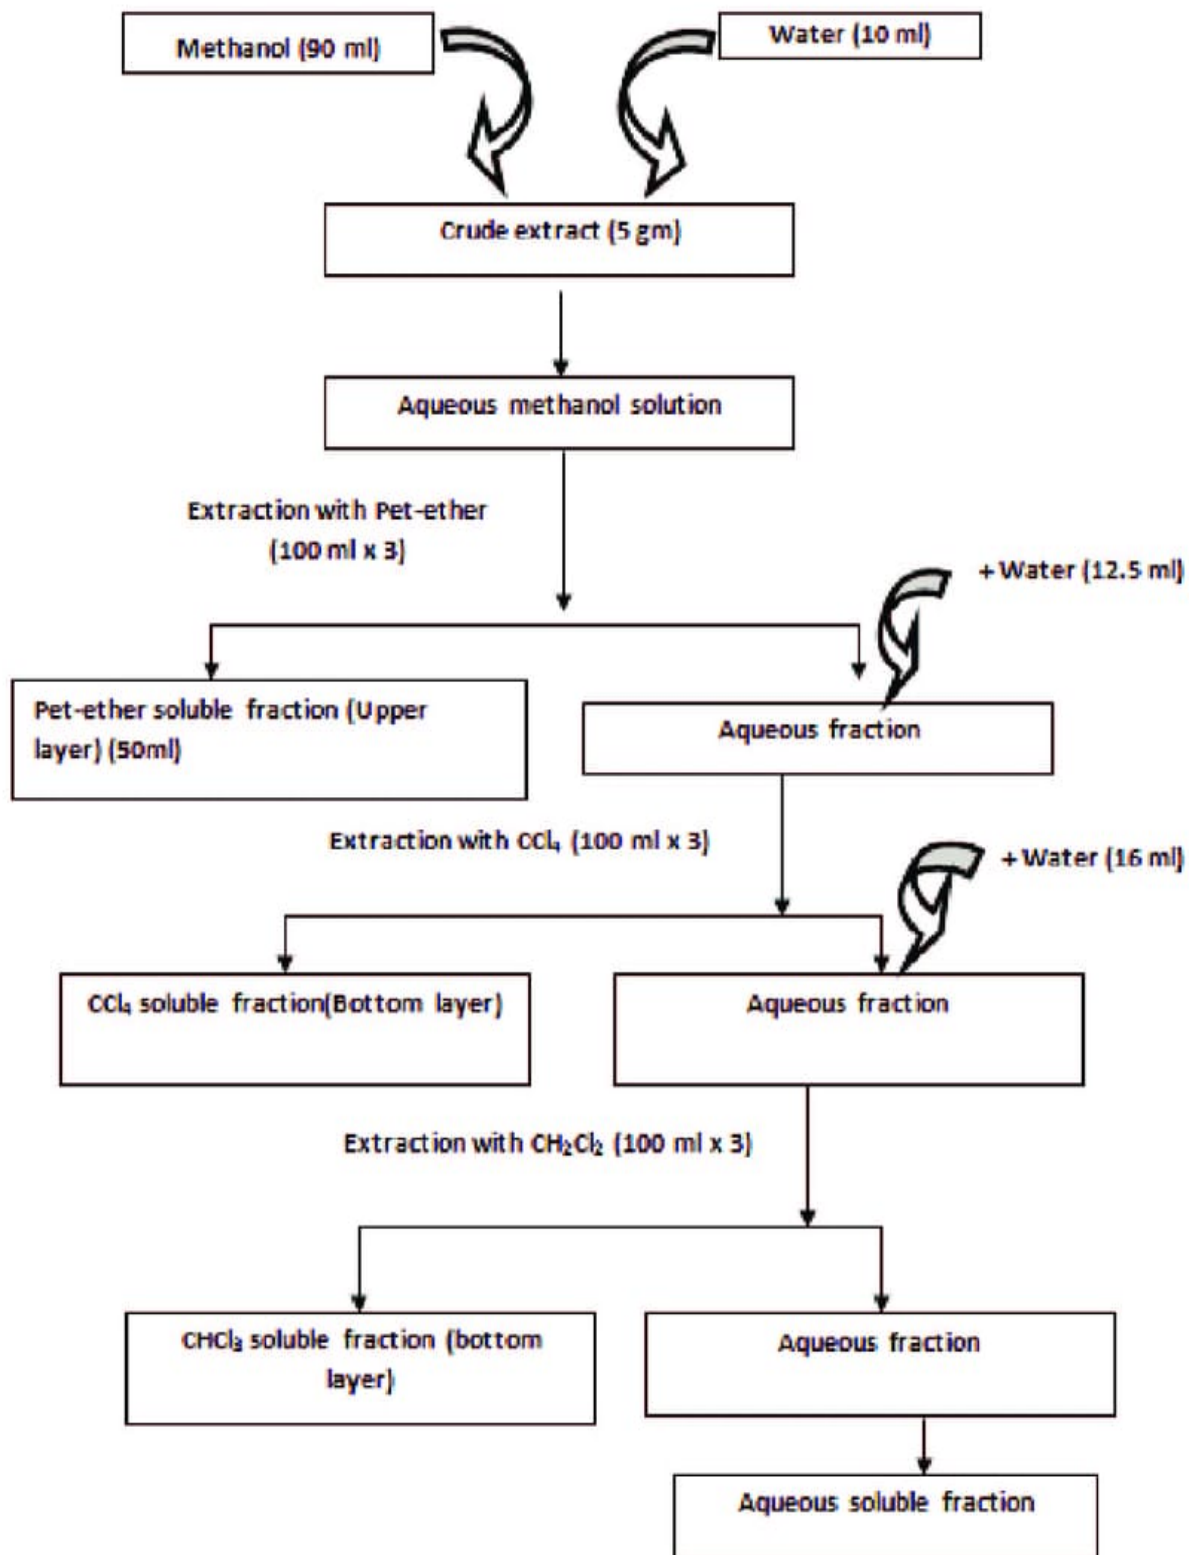 Methanol (90 ml)
Water (10 ml)
Crude extract (5 gm)
Aqueous methanol solution
Extraction with Pet-ether
(100 ml x 3)
+ Water (12.5 ml)
Pet-ether soluble fraction (Upper
layer) (50ml)
Aqueous fraction
Extraction with CCl₄ (100 ml x 3)
+ Water (16 ml)
CCl₄ soluble fraction(Bottom layer)
Aqueous fraction
Extraction with CH₂Cl₂ (100 ml x 3)
CHCl₃ soluble fraction (bottom
layer)
Aqueous fraction
Aqueous soluble fraction